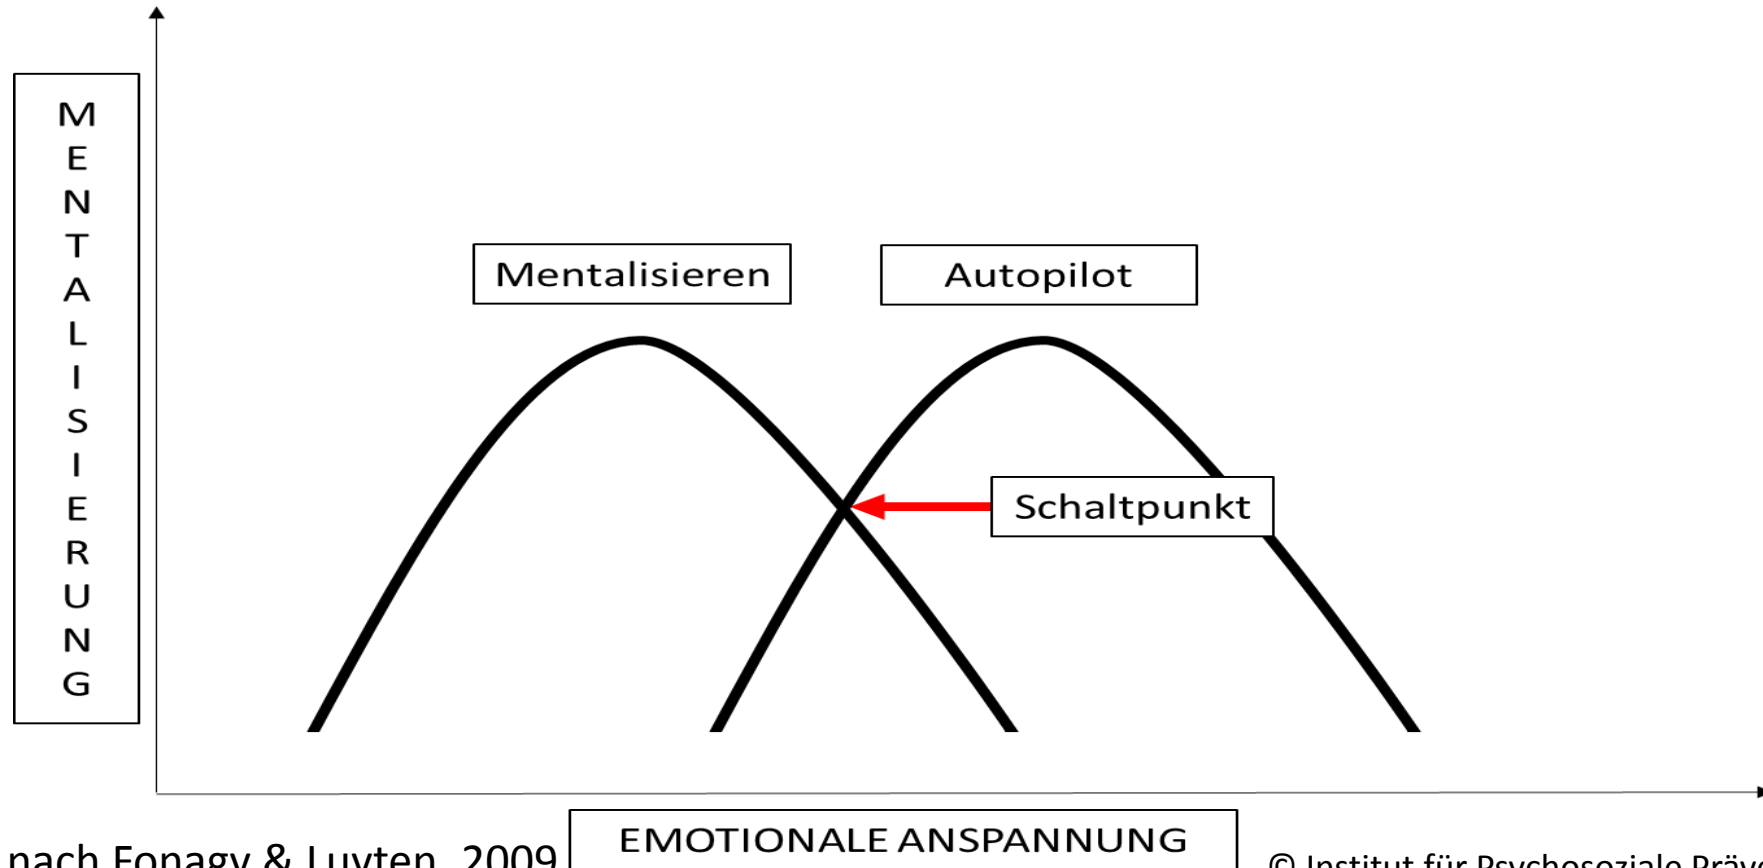 MENTALISIERUNG
Mentalisieren
Autopilot
Schaltpunkt
EMOTIONALE ANSPANNUNG
nach Fonagy & Luyten, 2009
© Institut für Psychosoziale